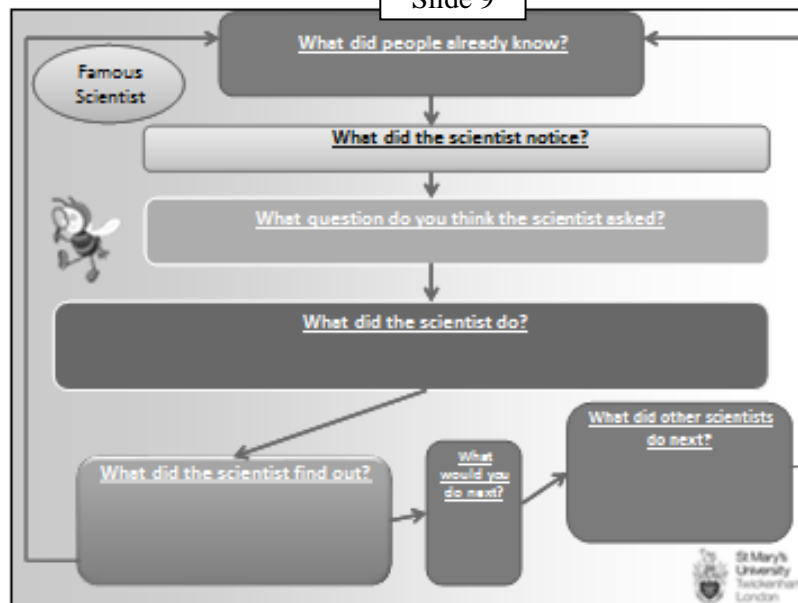 Slide 9
What did people already know?
Famous
Scientist
What did the scientist notice?
What question do you think the scientist asked?
What did the scientist do?
What did the scientist find out?
What
would you
do next?
What did other scientists
do next?
St Mary's
University
Twickenham
London